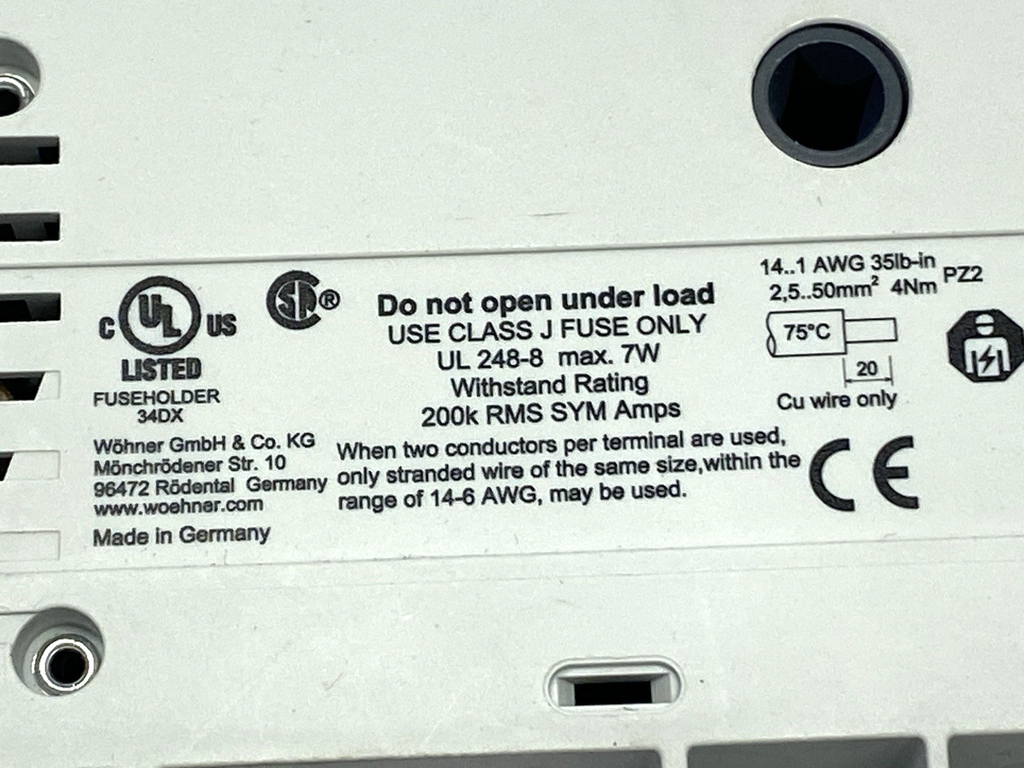 C UL US
LISTED
FUSEHOLDER
34DX
Wöhner GmbH & Co. KG
Mönchrödener Str. 10
96472 Rödental Germany
www.woehner.com
Made in Germany
SA®
Do not open under load
USE CLASS J FUSE ONLY
UL 248-8 max. 7W
Withstand Rating
200k RMS SYM Amps
When two conductors per terminal are used,
only stranded wire of the same size,within the
range of 14-6 AWG, may be used.
14..1 AWG 35lb-in
2,5..50mm² 4Nm
PZ2
75°C
20
Cu wire only
CE